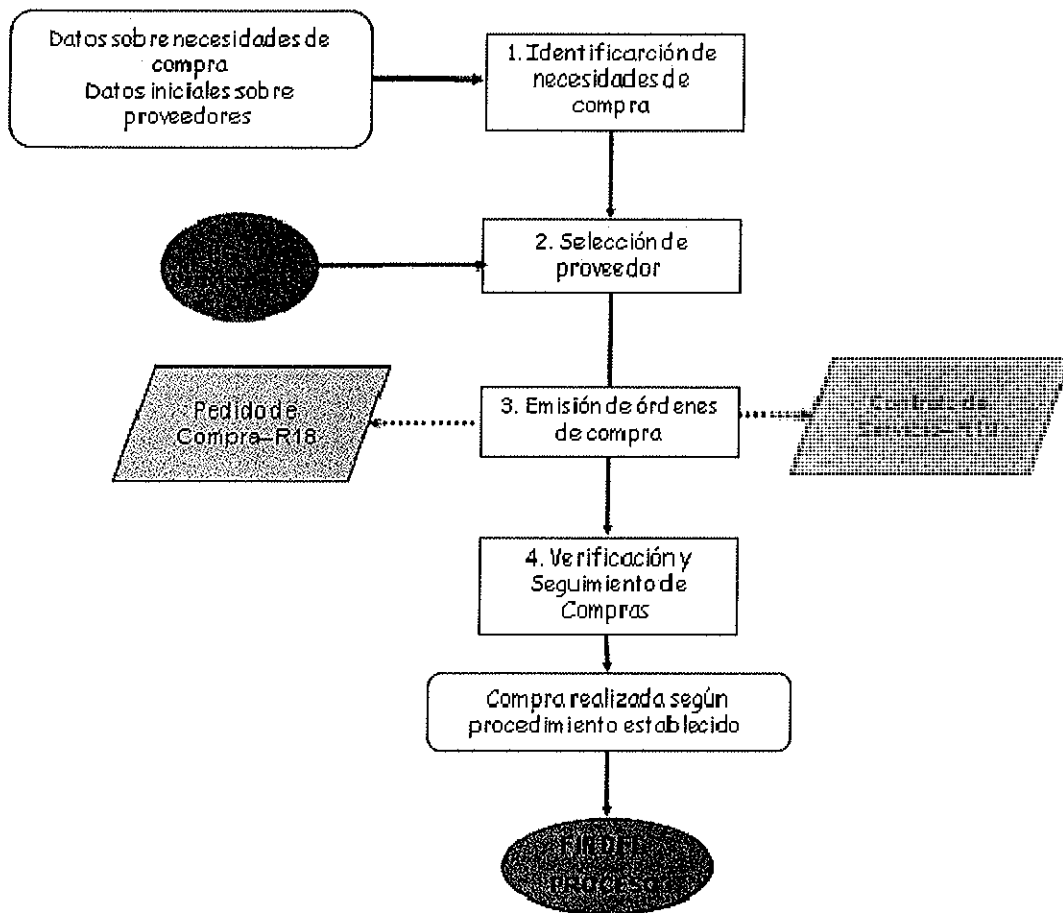 Datos sobre necesidades de
compra
Datos iniciales sobre
proveedores
1. Identificarción de
necesidades de
compra
2. Selección de
proveedor
Pedido de
Compra–R18
3. Emisión de órdenes
de compra
4. Verificación y
Seguimiento de
Compras
Compra realizada según
procedimiento establecido
FIN DEL
PROCESO